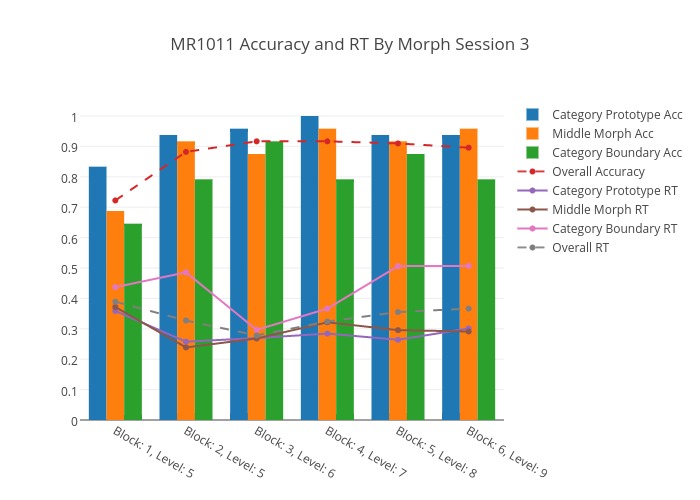 MR1011 Accuracy and RT By Morph Session 3
1
0.9
0.8
0.7
0.6
0.5
0.4
0.3
0.2
0.1
0
Block: 1, Level: 5
Block: 2, Level: 5
Block: 3, Level: 6
Block: 4, Level: 7
Block: 5, Level: 8
Block: 6, Level: 9
Category Prototype Acc
Middle Morph Acc
Category Boundary Acc
Overall Accuracy
Category Prototype RT
Middle Morph RT
Category Boundary RT
Overall RT